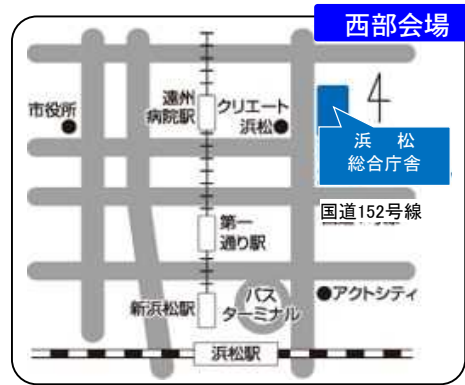 西部会場
市役所
遠州
病院駅
クリエート
浜松
4
浜 松
総合庁舎
国道152号線
第一
通り駅
新浜松駅
バス
ターミナル
アクトシティ
浜松駅